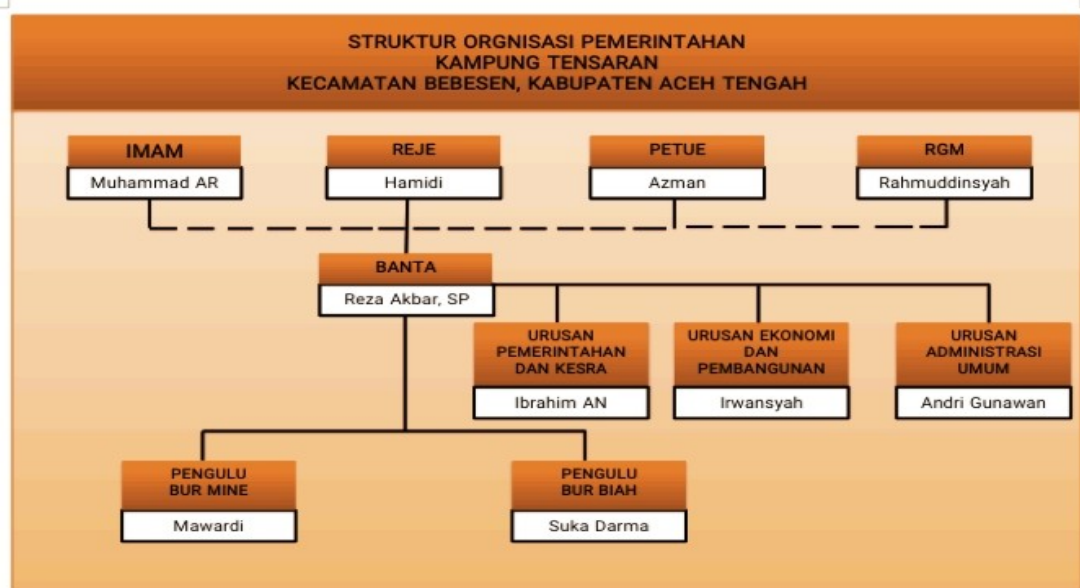 STRUKTUR ORGNISASI PEMERINTAHAN
KAMPUNG TENSARAN
KECAMATAN BEBESEN, KABUPATEN ACEH TENGAH
IMAM
Muhammad AR
REJE
Hamidi
PETUE
Azman
RGM
Rahmuddinsyah
BANTA
Reza Akbar, SP
URUSAN
PEMERINTAHAN
DAN KESRA
Ibrahim AN
URUSAN EKONOMI
DAN
PEMBANGUNAN
Irwansyah
URUSAN
ADMINISTRASI
UMUM
Andri Gunawan
PENGULU
BUR MINE
Mawardi
PENGULU
BUR BIAH
Suka Darma